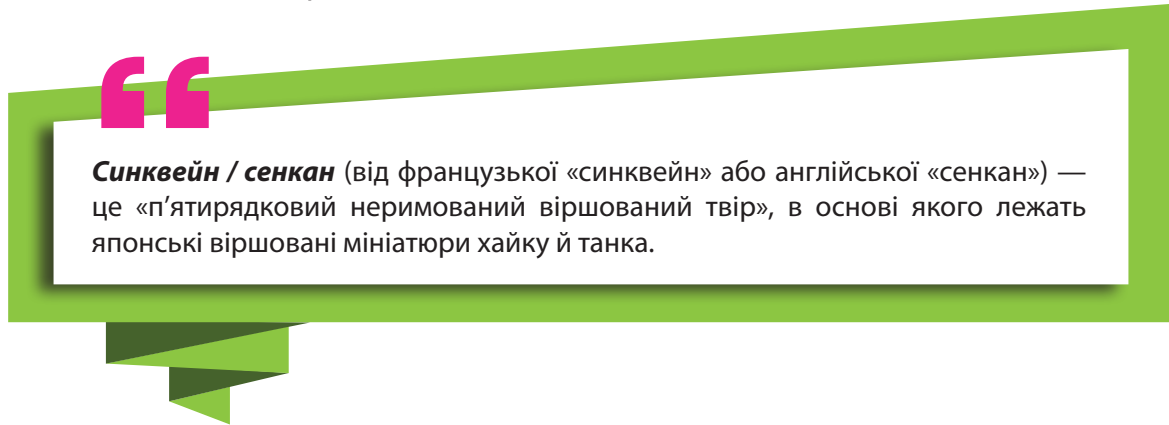 Синквейн / сенкан (від французької «синквейн» або англійської «сенкан») —
це «п'ятирядковий неримований віршований твір», в основі якого лежать
японські віршовані мініатюри хайку й танка.